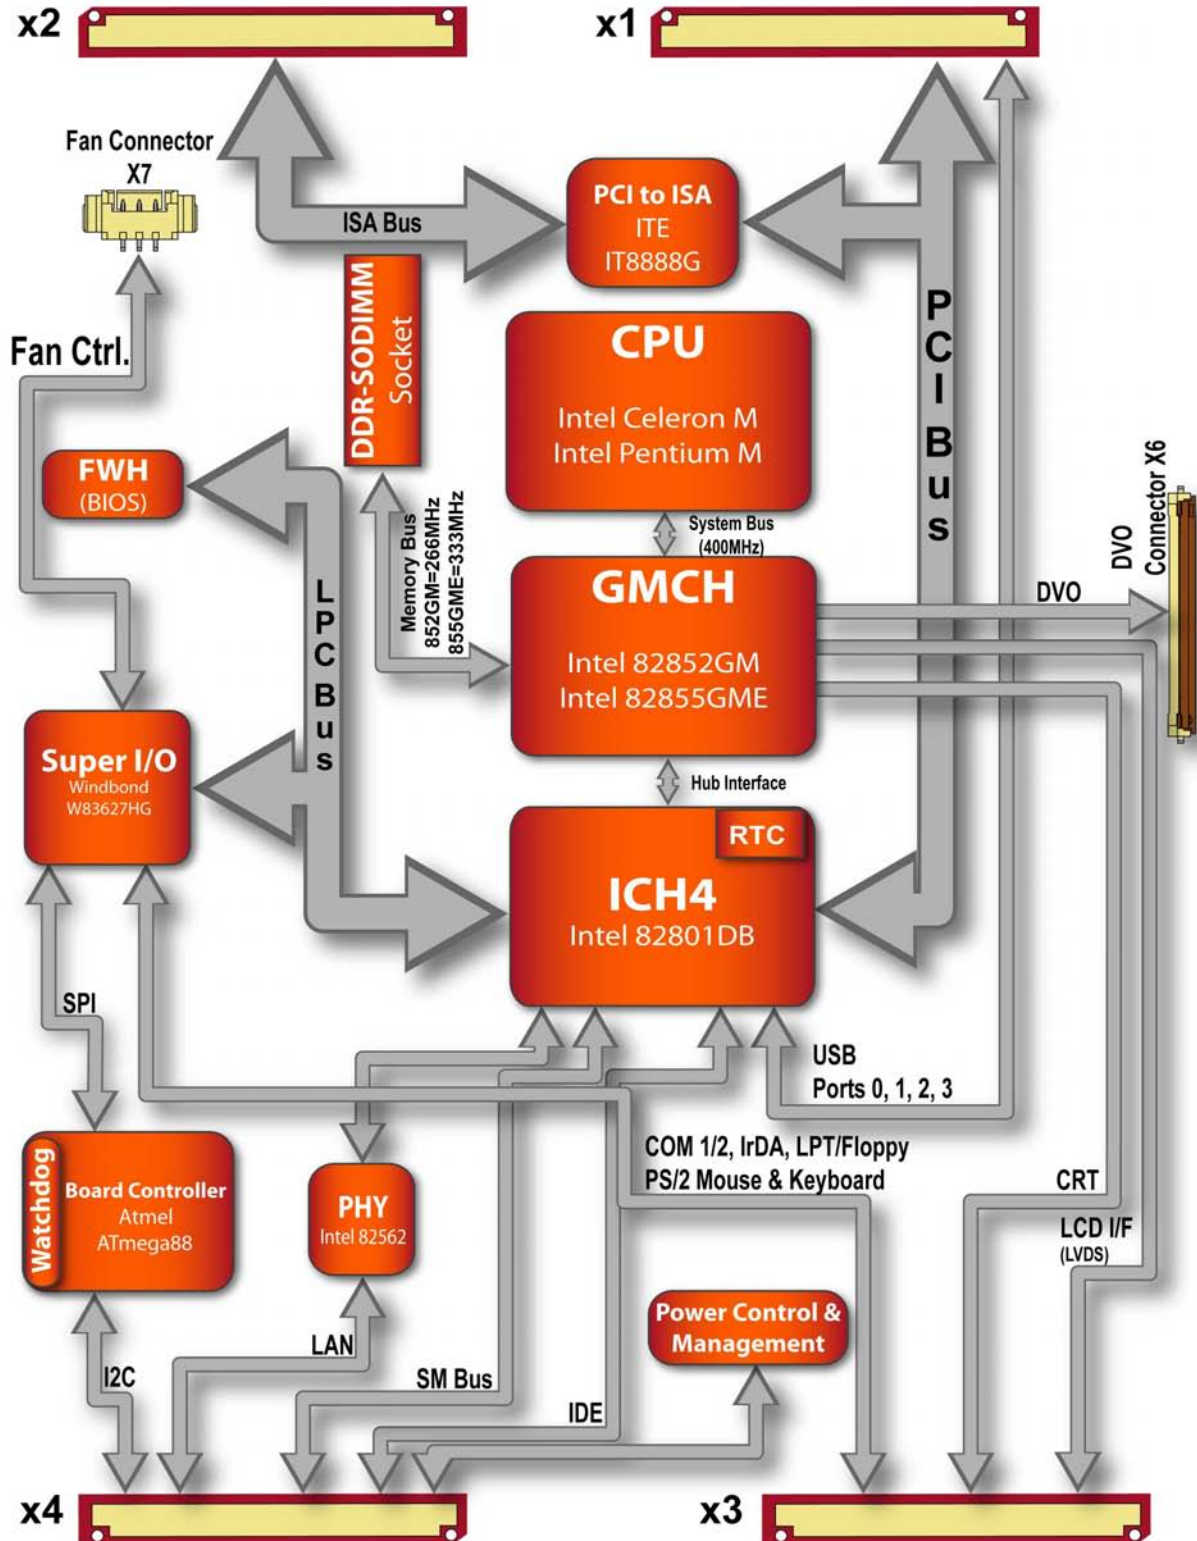 x2
x1
Fan Connector
X7
PCI to ISA
ITE
IT8888G
ISA Bus
DDR-SODIMM
Socket
Fan Ctrl.
CPU
Intel Celeron M
Intel Pentium M
PCI Bus
FWH
(BIOS)
Memory Bus
852GM=266MHz
855GME=333MHz
System Bus
(400MHz)
DVO
Connector X6
LPC Bus
GMCH
Intel 82852GM
Intel 82855GME
DVO
Super I/O
Windbond
W83627HG
Hub Interface
RTC
ICH4
Intel 82801DB
SPI
USB
Ports 0, 1, 2, 3
COM 1/2, IrDA, LPT/Floppy
PS/2 Mouse & Keyboard
Watchdog
Board Controller
Atmel
ATmega88
PHY
Intel 82562
CRT
LCD I/F
(LVDS)
Power Control &
Management
LAN
I2C
SM Bus
IDE
x4
x3